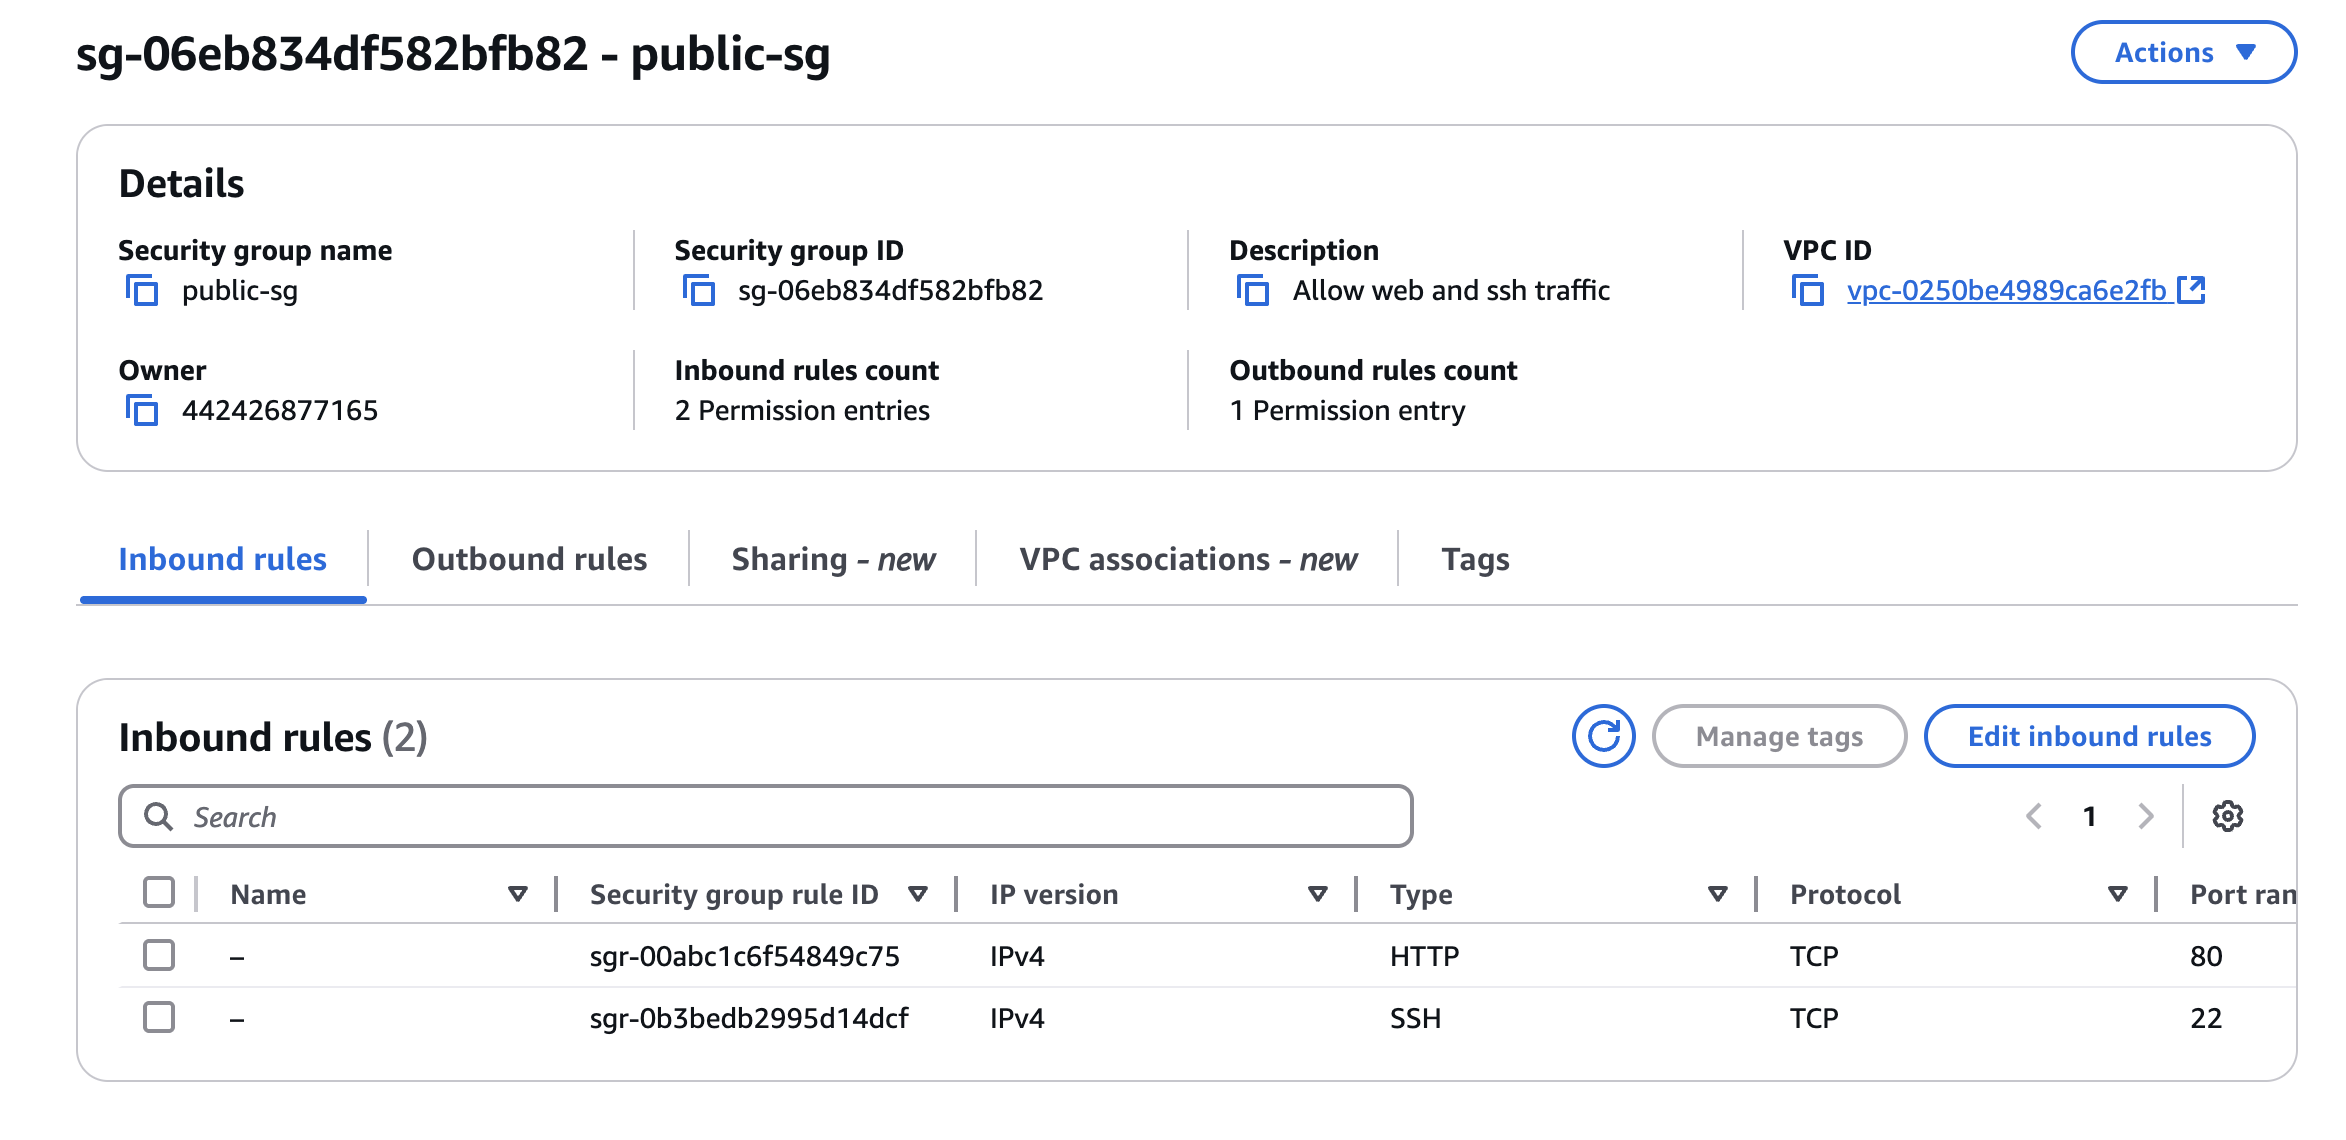 sg-06eb834df582bfb82 - public-sg
Actions
Details
Security group name
public-sg
Security group ID
sg-06eb834df582bfb82
Description
Allow web and ssh traffic
VPC ID
vpc-0250be4989ca6e2fb
Owner
442426877165
Inbound rules count
2 Permission entries
Outbound rules count
1 Permission entry
Inbound rules
Outbound rules
Sharing - new
VPC associations - new
Tags
Inbound rules (2)
Manage tags
Edit inbound rules
Search
1
Name Security group rule ID IP version Type Protocol Port ran
– sgr-00abc1c6f54849c75 IPv4 HTTP TCP 80
– sgr-0b3bedb2995d14dcf IPv4 SSH TCP 22